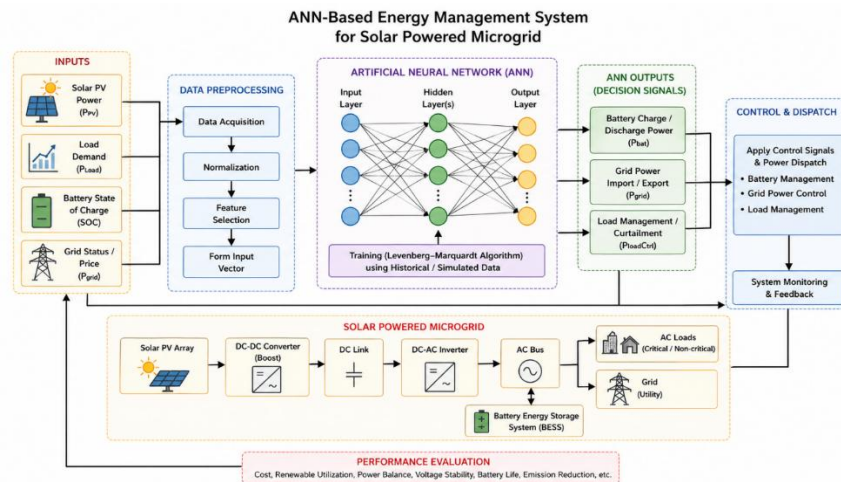 ANN-Based Energy Management System
for Solar Powered Microgrid
INPUTS
Solar PV
Power
(PPV)
Load
Demand
(PLoad)
Battery State
of Charge
(SOC)
Grid Status /
Price
(Pgrid)
DATA PREPROCESSING
Data Acquisition
Normalization
Feature
Selection
Form Input
Vector
ARTIFICIAL NEURAL NETWORK (ANN)
Input
Layer
Hidden
Layer(s)
Output
Layer
Training (Levenberg–Marquardt Algorithm)
using Historical / Simulated Data
ANN OUTPUTS
(DECISION SIGNALS)
Battery Charge /
Discharge Power
(Pbat)
Grid Power
Import / Export
(Pgrid)
Load Management /
Curtailment
(PloadCtrl)
CONTROL & DISPATCH
Apply Control Signals
& Power Dispatch
• Battery Management
• Grid Power Control
• Load Management
System Monitoring
& Feedback
SOLAR POWERED MICROGRID
Solar PV Array
DC-DC Converter
(Boost)
DC Link
DC-AC Inverter
AC Bus
AC Loads
(Critical / Non-critical)
Grid
(Utility)
Battery Energy Storage
System (BESS)
PERFORMANCE EVALUATION
Cost, Renewable Utilization, Power Balance, Voltage Stability, Battery Life, Emission Reduction, etc.